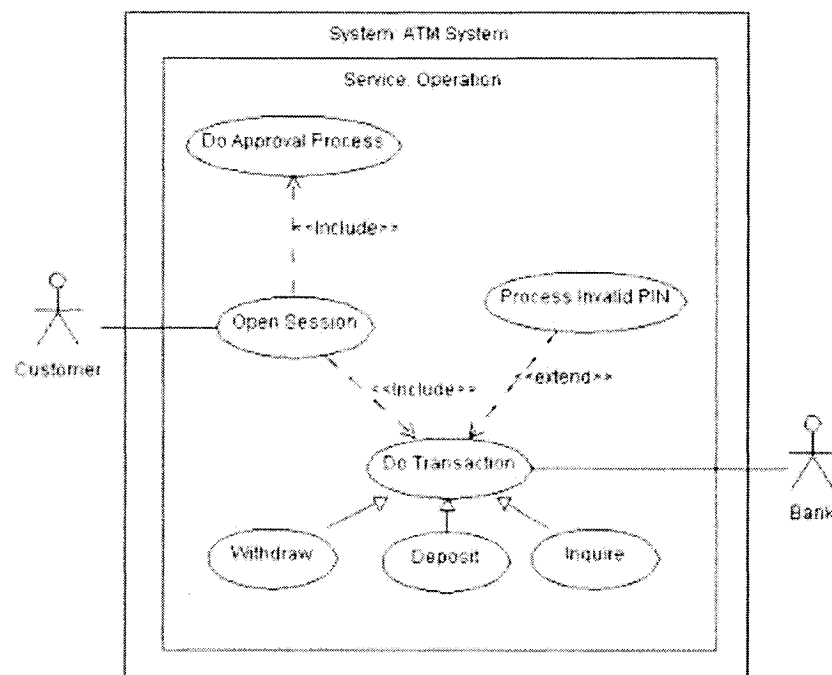 System: ATM System
Service: Operation
Do Approval Process
<<Include>>
Process Invalid PIN
Open Session
Customer
<<Include>>
<<extend>>
Do Transaction
Bank
Withdraw
Deposit
Inquire